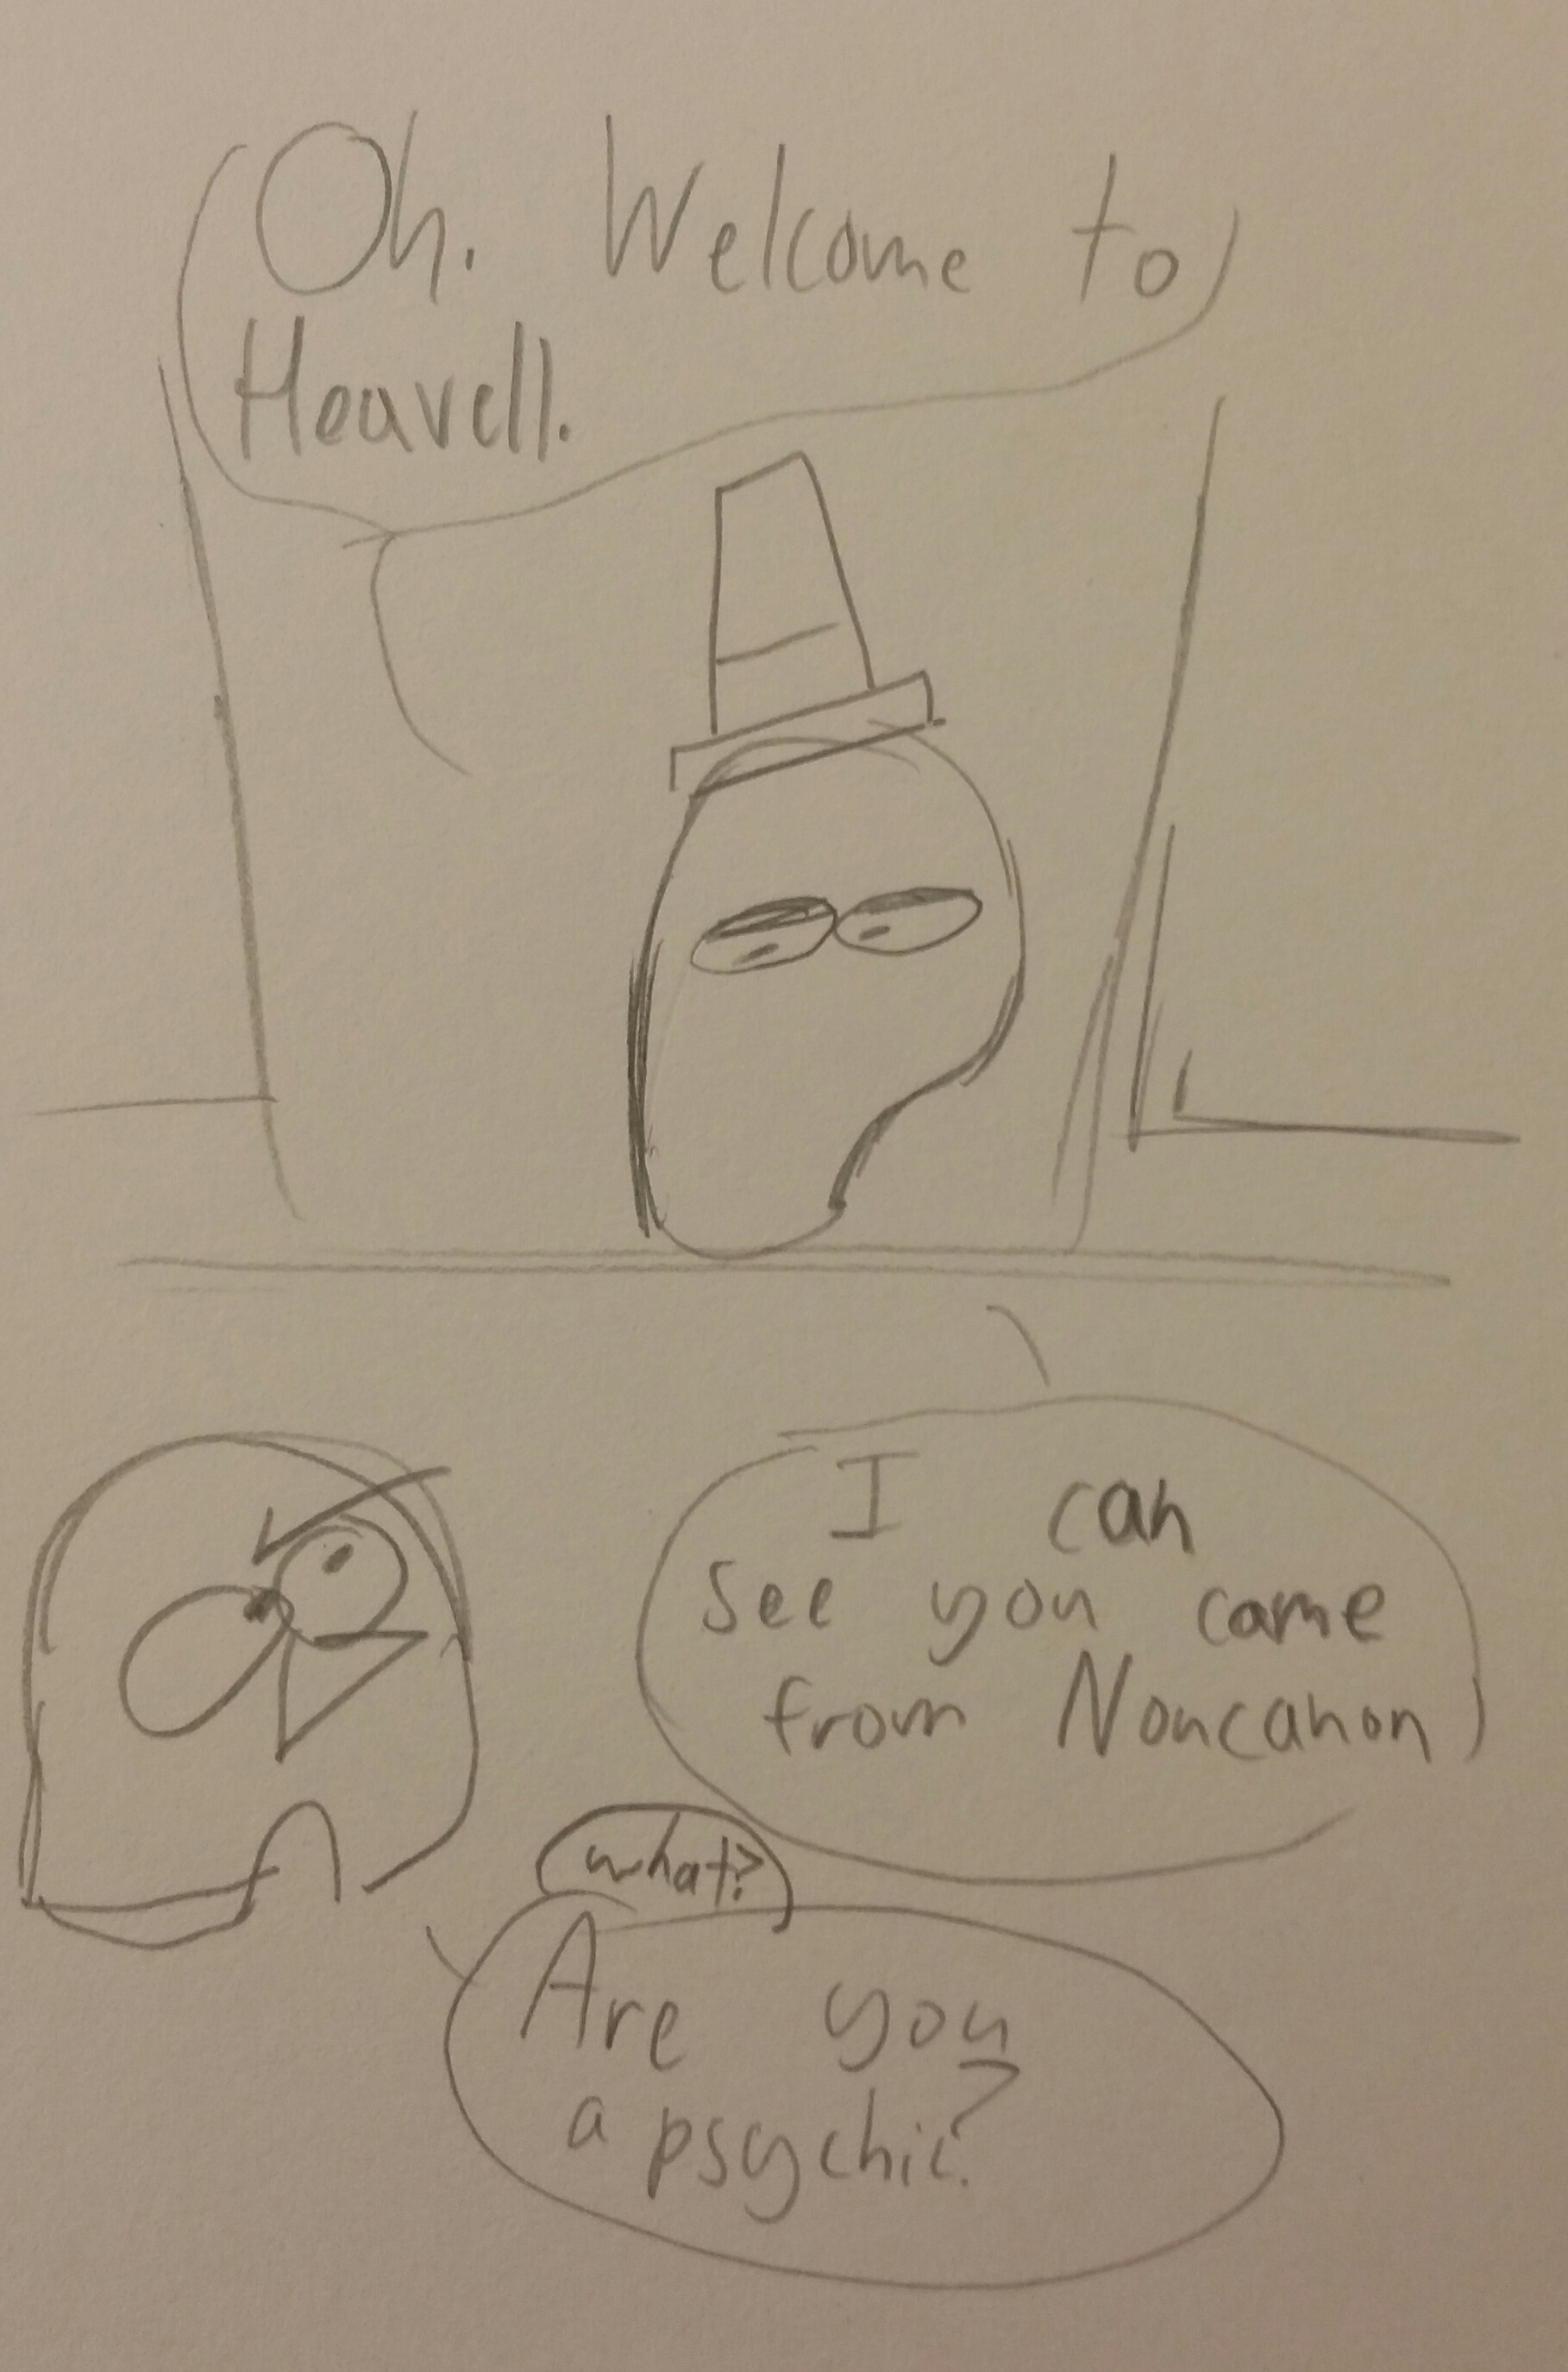 Oh. Welcome to
Heavell.
I can
see you came
from Noncanon
what?
Are you
a psychic?